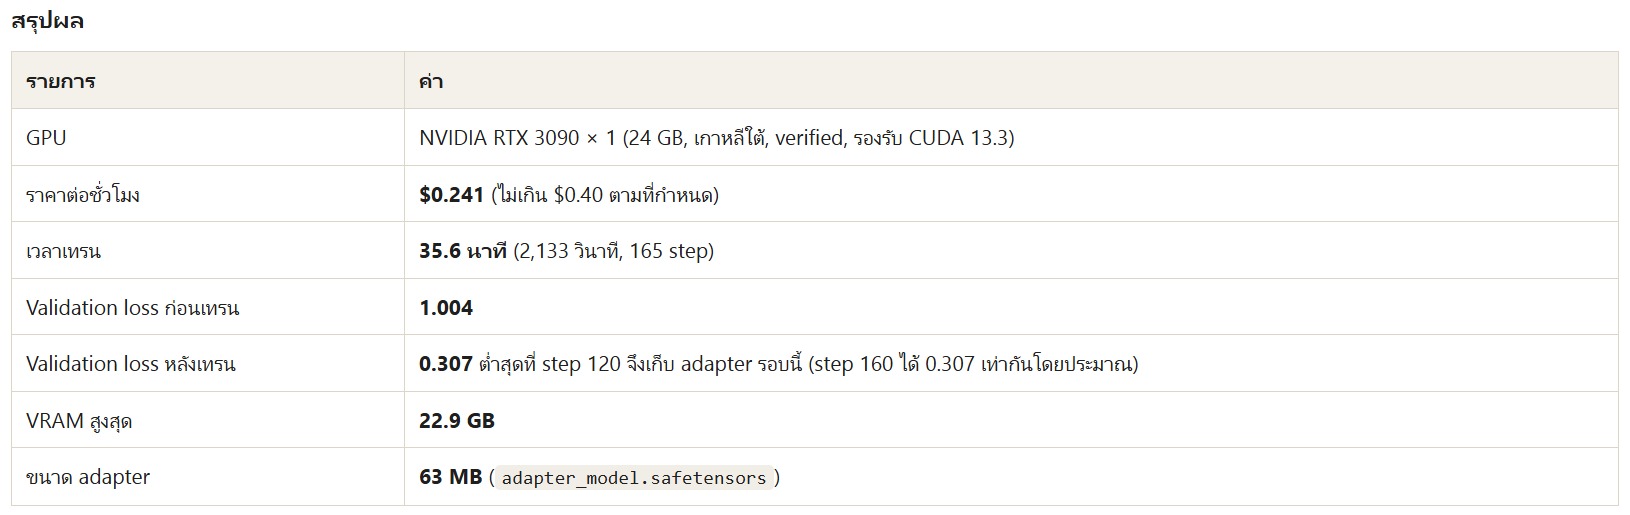 สรุปผล
รายการ ค่า
GPU NVIDIA RTX 3090 × 1 (24 GB, เกาหลีใต้, verified, รองรับ CUDA 13.3)
ราคาต่อชั่วโมง $0.241 (ไม่เกิน $0.40 ตามที่กำหนด)
เวลาเทรน 35.6 นาที (2,133 วินาที, 165 step)
Validation loss ก่อนเทรน 1.004
Validation loss หลังเทรน 0.307 ต่ำสุดที่ step 120 จึงเก็บ adapter รอบนี้ (step 160 ได้ 0.307 เท่ากันโดยประมาณ)
VRAM สูงสุด 22.9 GB
ขนาด adapter 63 MB (adapter_model.safetensors)